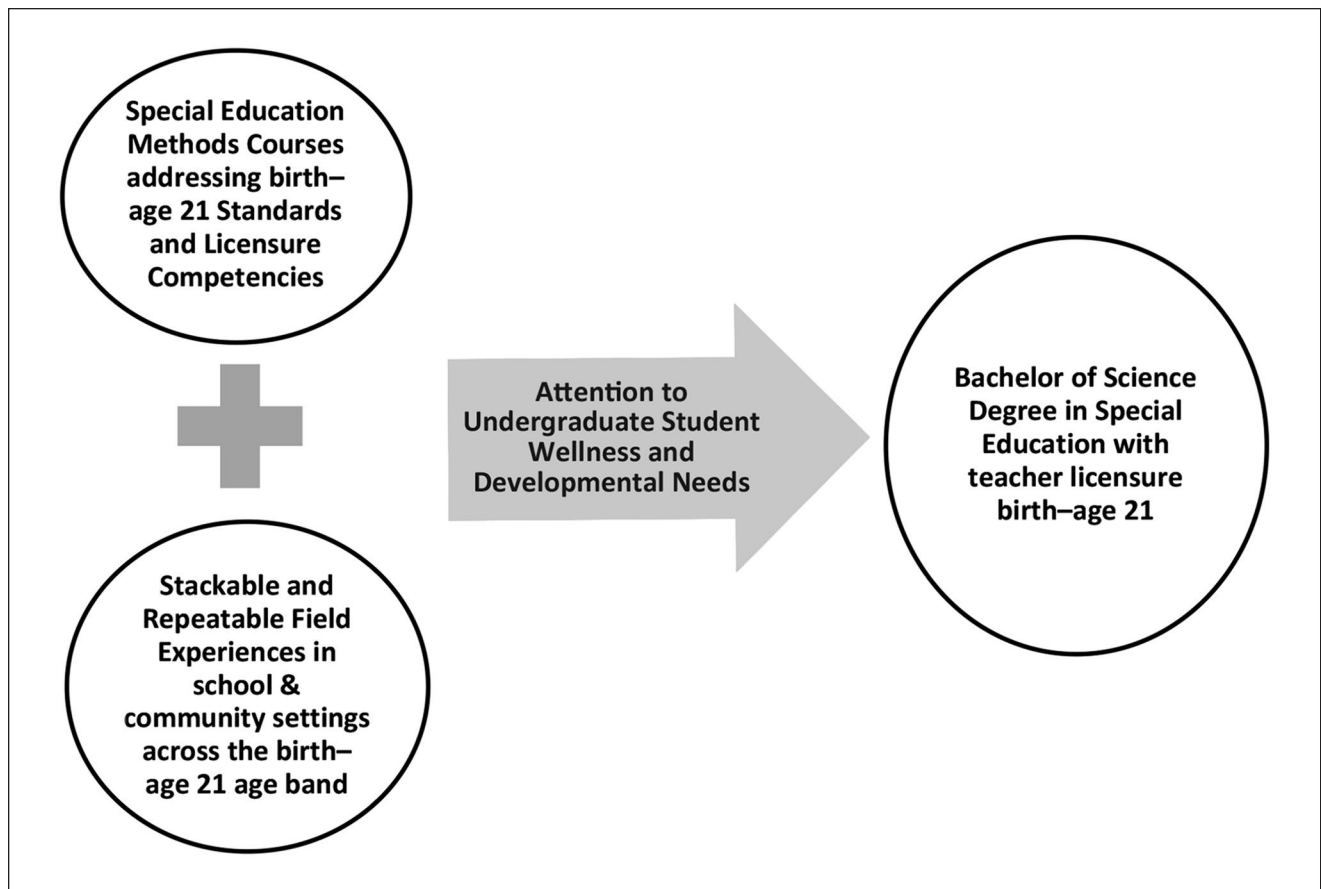 Special Education
Methods Courses
addressing birth–
age 21 Standards
and Licensure
Competencies
Stackable and
Repeatable Field
Experiences in
school &
community settings
across the birth–
age 21 age band
Attention to
Undergraduate Student
Wellness and
Developmental Needs
Bachelor of Science
Degree in Special
Education with
teacher licensure
birth–age 21